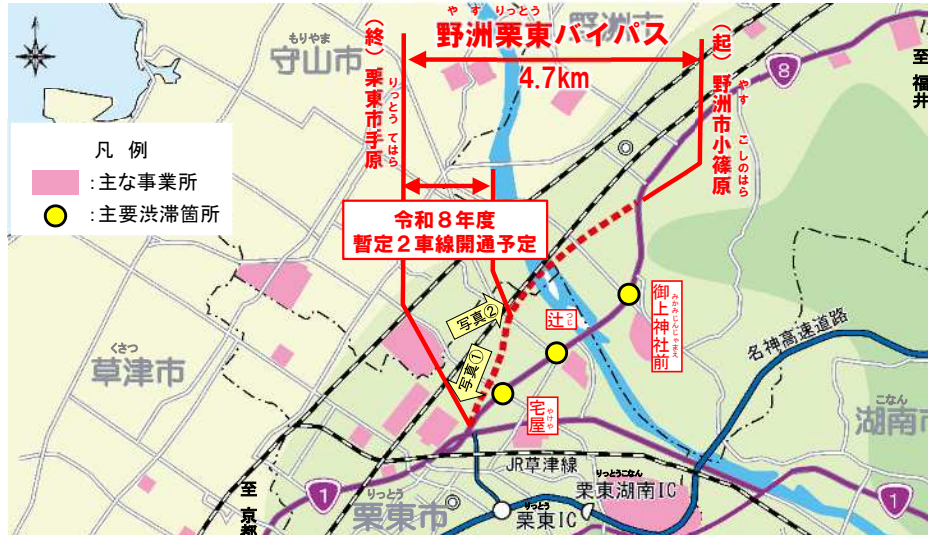 やすりっとう
野洲栗東バイパス
4.7km
もりやま
守山市
野洲市
（終）栗東市手原
りっとう てはら
（起）野洲市小篠原
やす こしのはら
8
至 福井
凡 例
：主な事業所
：主要渋滞箇所
令和８年度
暫定２車線開通予定
写真②
写真①
辻
つじ
御上神社前
みかみじんじゃまえ
宅屋
やけや
名神高速道路
くさつ
草津市
こなん
湖南市
JR草津線
りっとうこなん
栗東湖南IC
栗東IC
りっとう
栗東市
1
1
至 京都